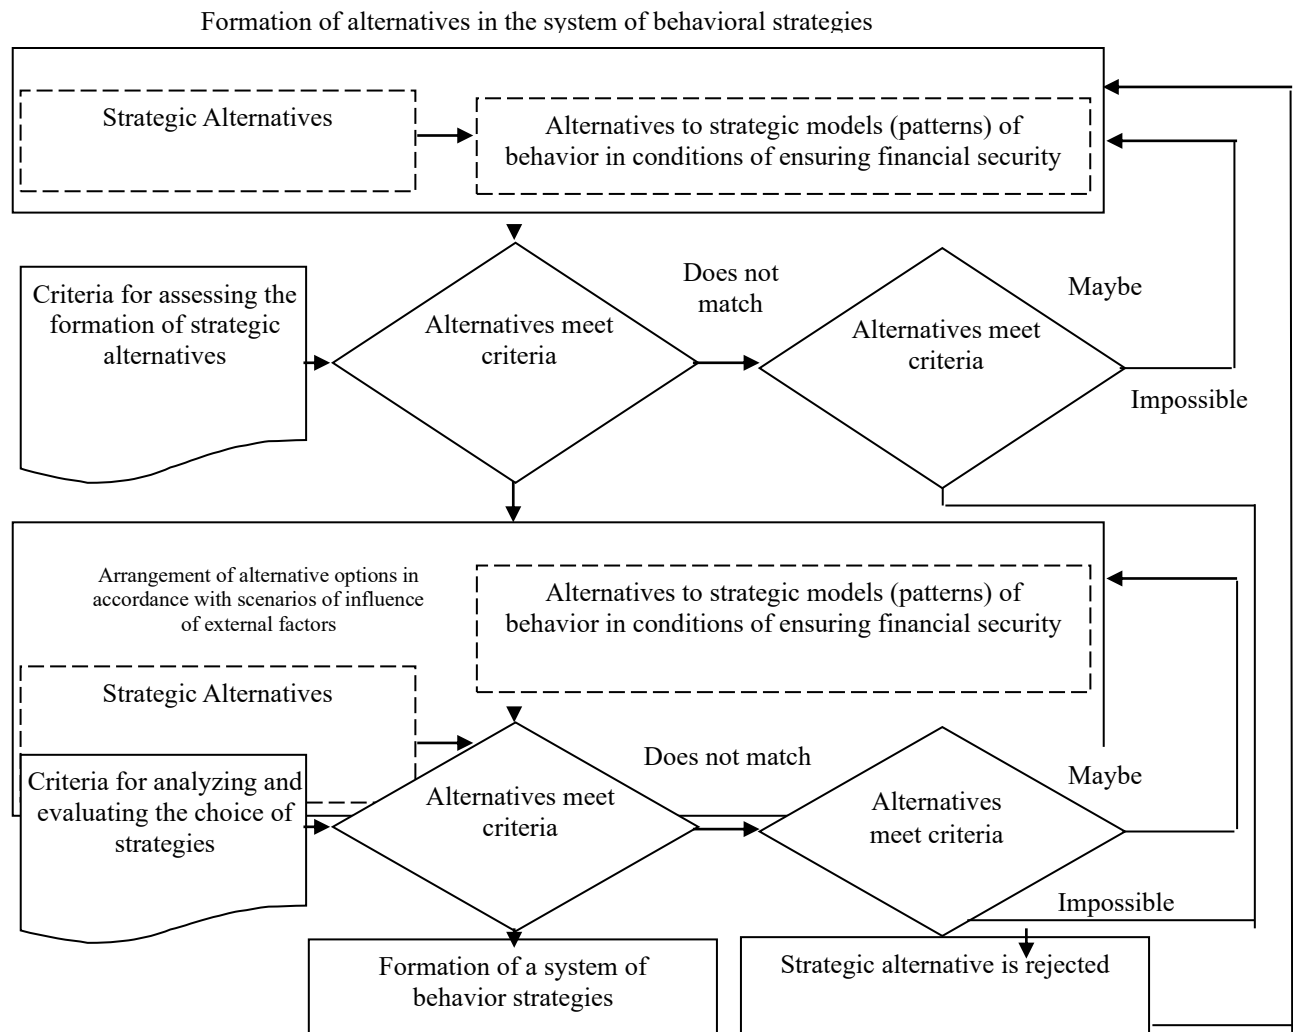 Formation of alternatives in the system of behavioral strategies
Strategic Alternatives
Alternatives to strategic models (patterns) of
behavior in conditions of ensuring financial security
Criteria for assessing the
formation of strategic
alternatives
Alternatives meet
criteria
Does not
match
Alternatives meet
criteria
Maybe
Impossible
Arrangement of alternative options in
accordance with scenarios of influence
of external factors
Alternatives to strategic models (patterns) of
behavior in conditions of ensuring financial security
Strategic Alternatives
Criteria for analyzing and
evaluating the choice of
strategies
Alternatives meet
criteria
Does not match
Alternatives
meet criteria
Maybe
Impossible
Formation of a system of
behavior strategies
Strategic alternative is rejected